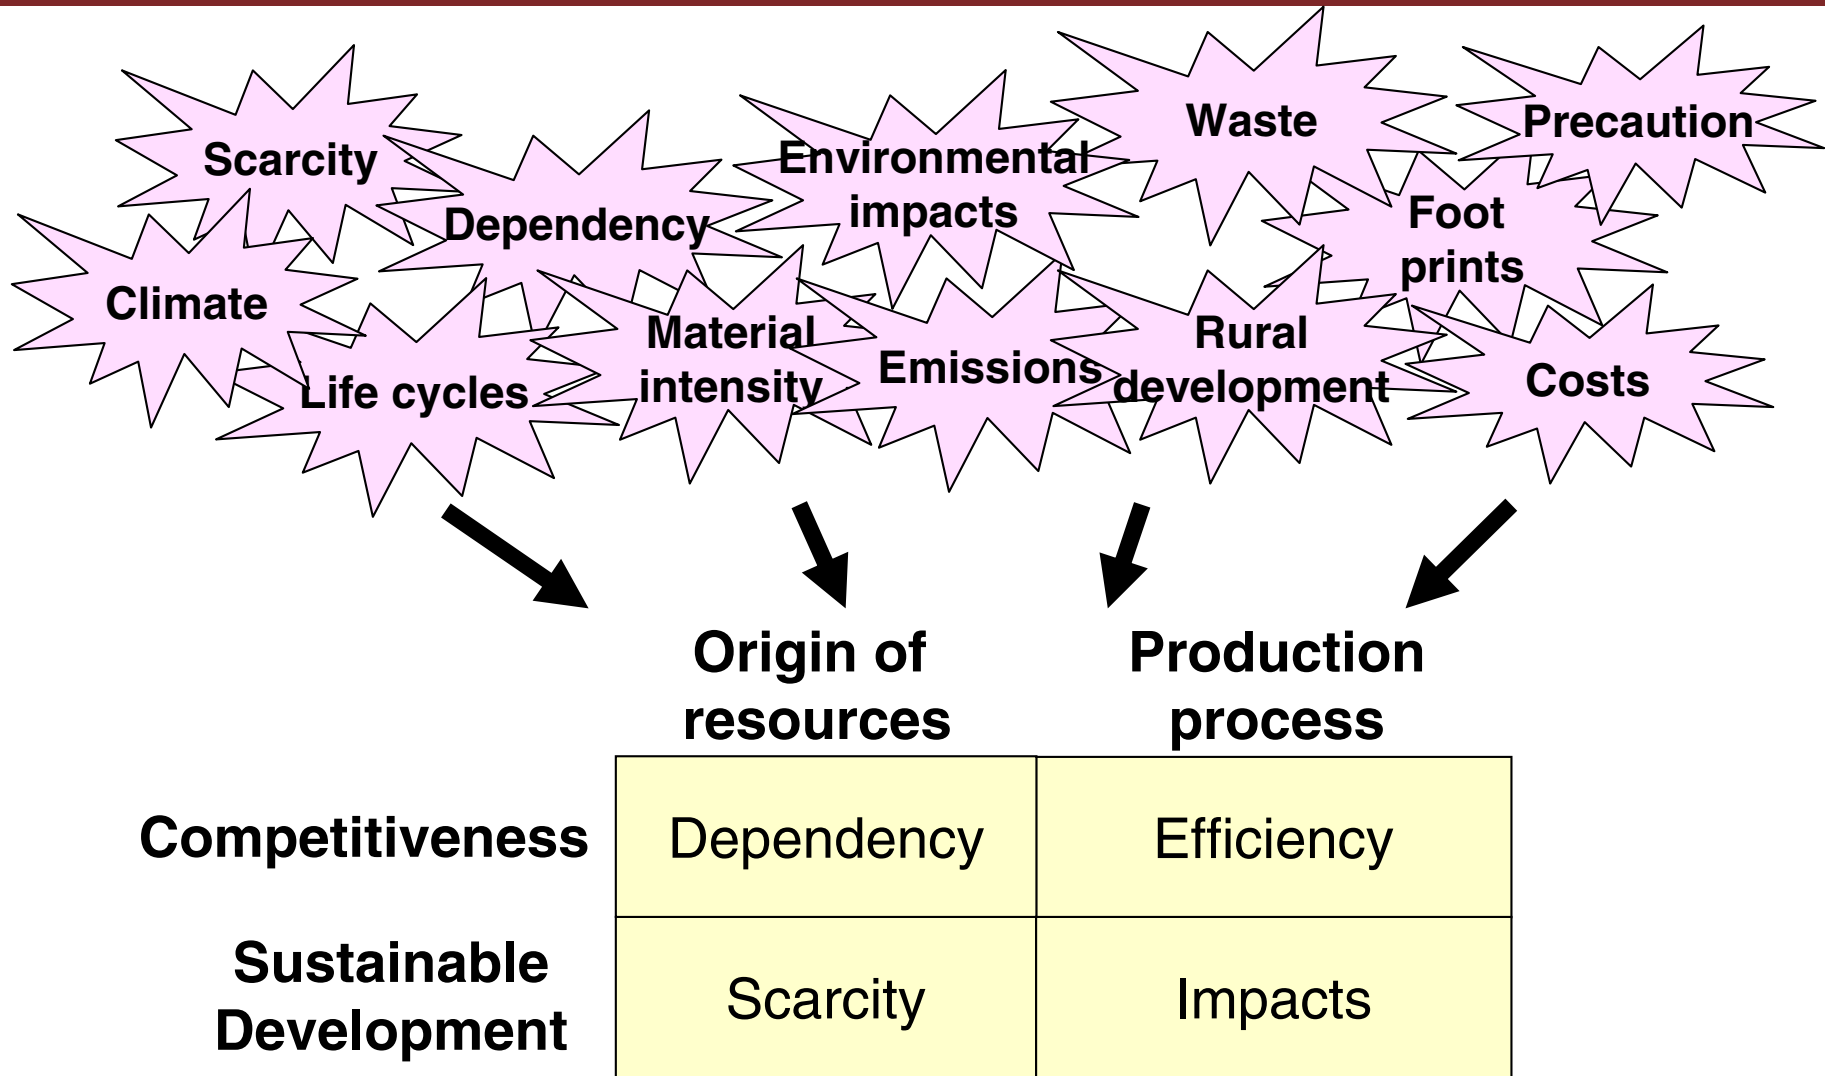 Scarcity
Dependency
Environmental
impacts
Waste
Precaution
Foot
prints
Climate
Life cycles
Material
intensity
Emissions
Rural
development
Costs
Origin of
resources
Production
process
Competitiveness
Dependency
Efficiency
Sustainable
Development
Scarcity
Impacts